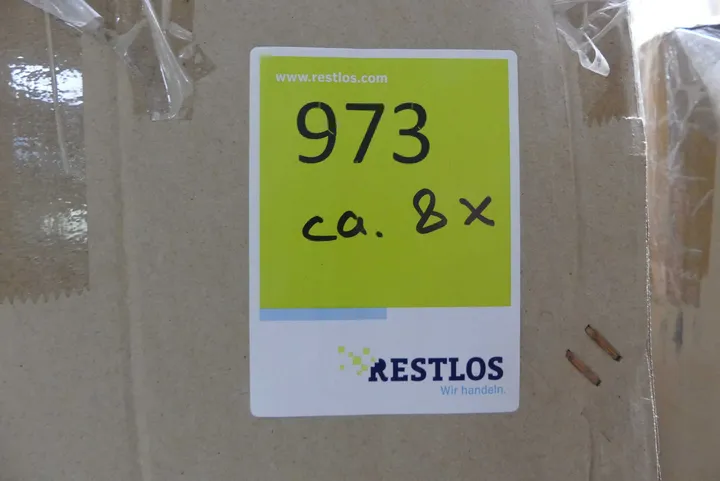 www.restlos.com
973
ca. 8x
RESTLOS
Wir handeln.